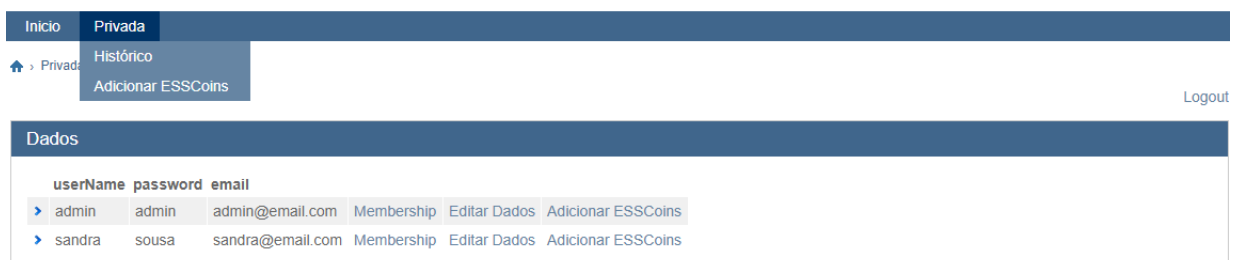 Inicio Privada
Histórico
› Privada
Adicionar ESSCoins
Logout
Dados
userName password email
admin admin admin@email.com Membership Editar Dados Adicionar ESSCoins
sandra sousa sandra@email.com Membership Editar Dados Adicionar ESSCoins